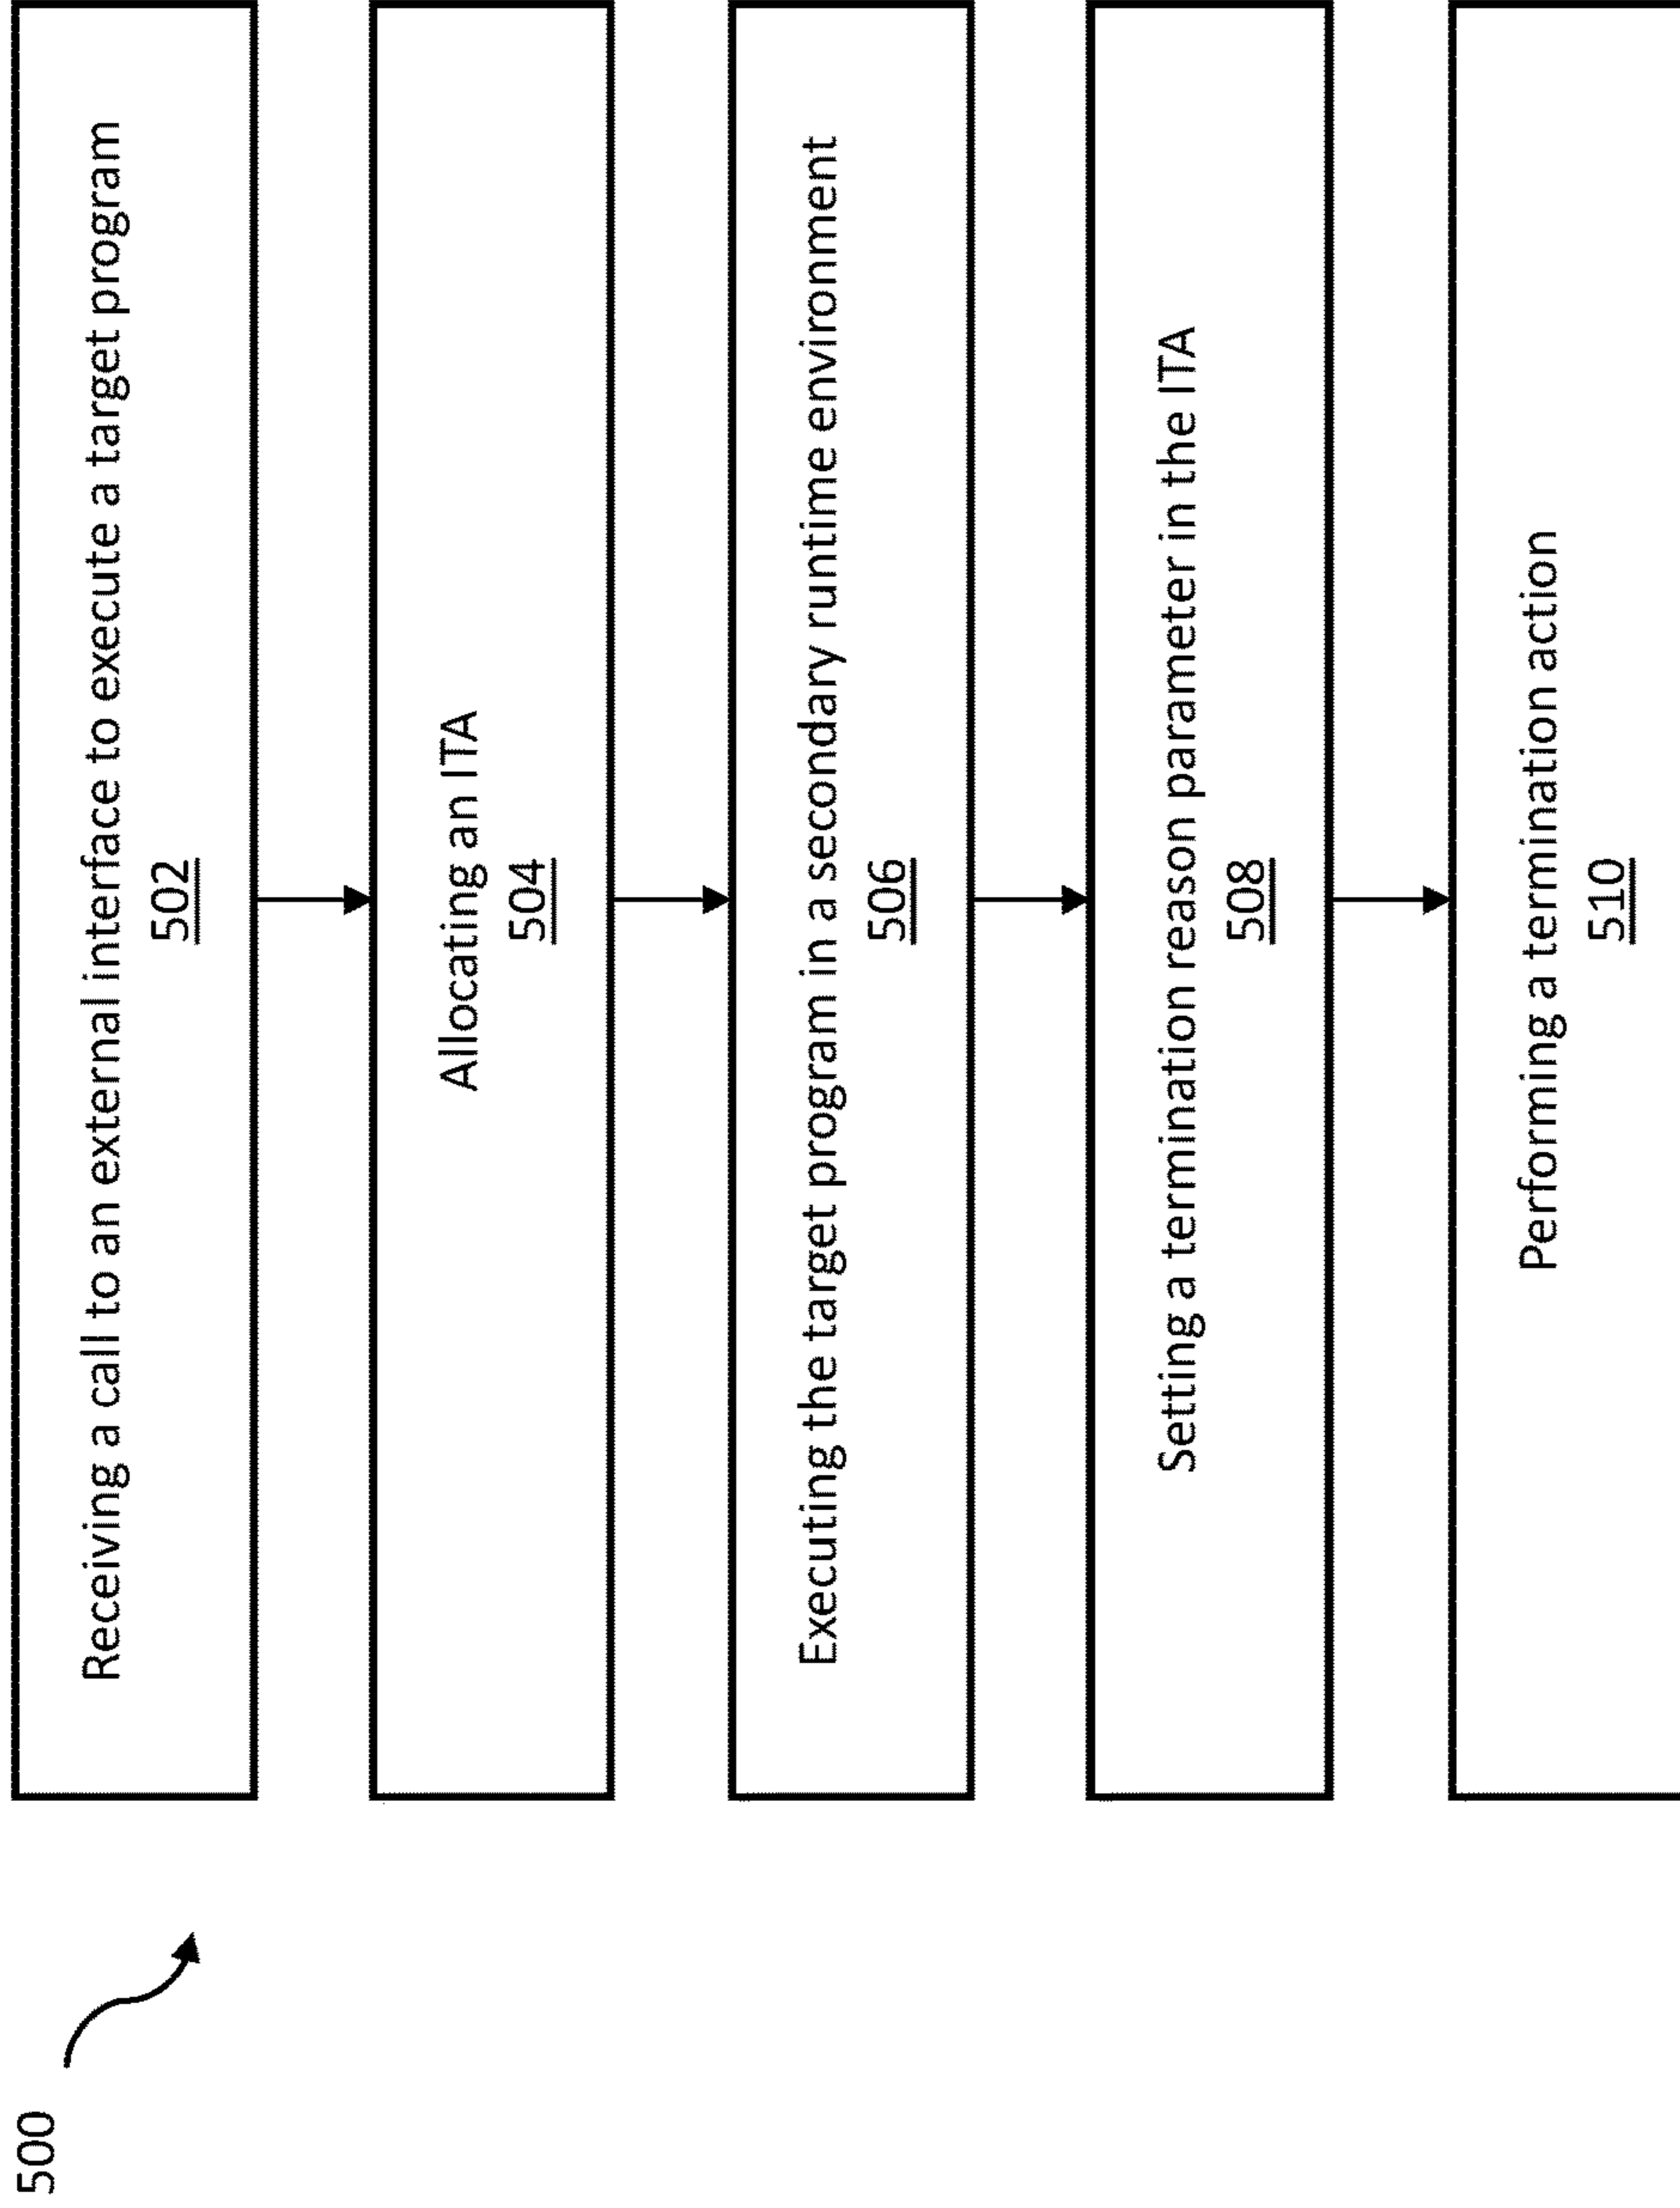 500
Receiving a call to an external interface to execute a target program
502
Allocating an ITA
504
Executing the target program in a secondary runtime environment
506
Setting a termination reason parameter in the ITA
508
Performing a termination action
510